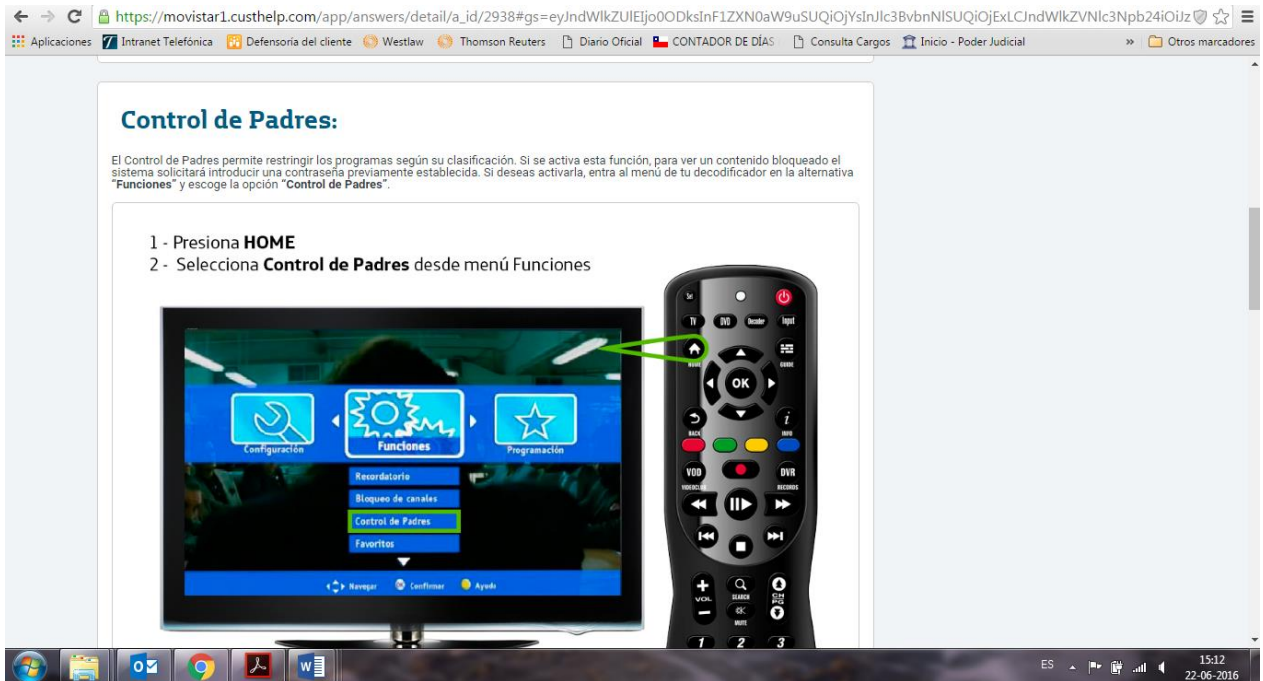 https://movistar1.custhelp.com/app/answers/detail/a_id/2938#gs=
Aplicaciones Intranet Telefónica Defensoria del cliente Westlaw Thomson Reuters Diario Oficial CONTADOR DE DÍAS Consulta Cargos Inicio - Poder Judicial » Otros marcadores
Control de Padres:
El Control de Padres permite restringir los programas según su clasificación. Si se activa esta función, para ver un contenido bloqueado el
sistema solicitará introducir una contraseña previamente establecida. Si deseas activarla, entra al menú de tu decodificador en la alternativa
"Funciones" y escoge la opción "Control de Padres".
1 - Presiona HOME
2 - Selecciona Control de Padres desde menú Funciones
Configuración
Funciones
Programación
Recordatorio
Bloqueo de canales
Control de Padres
Favoritos
Navegar Confirmar Ayuda
Sel
TV DVD Decoder Input
HOME GUIDE
OK
BACK INFO
VOD DVR
VIDEOCLUB RECORDS
VOL SEARCH CH
PG
MUTE
1 2 3
ES
15:12
22-06-2016